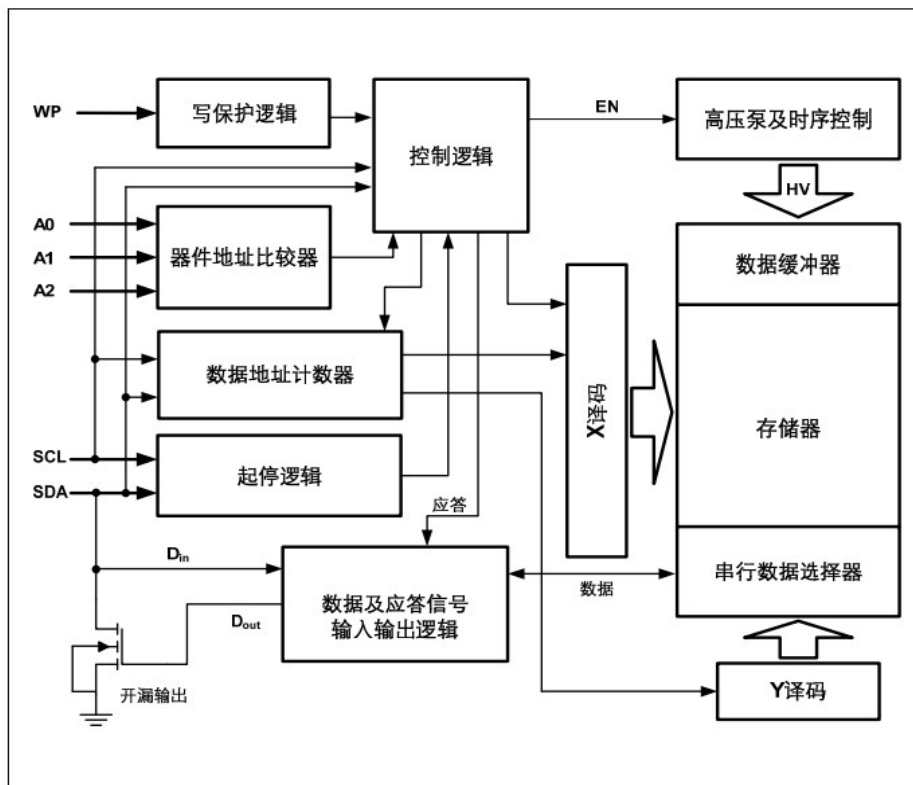 WP
写保护逻辑
控制逻辑
EN
高压泵及时序控制
HV
A0
A1
A2
器件地址比较器
数据缓冲器
数据地址计数器
X译码
存储器
SCL
SDA
起停逻辑
应答
Din
Dout
数据及应答信号
输入输出逻辑
数据
串行数据选择器
开漏输出
Y译码